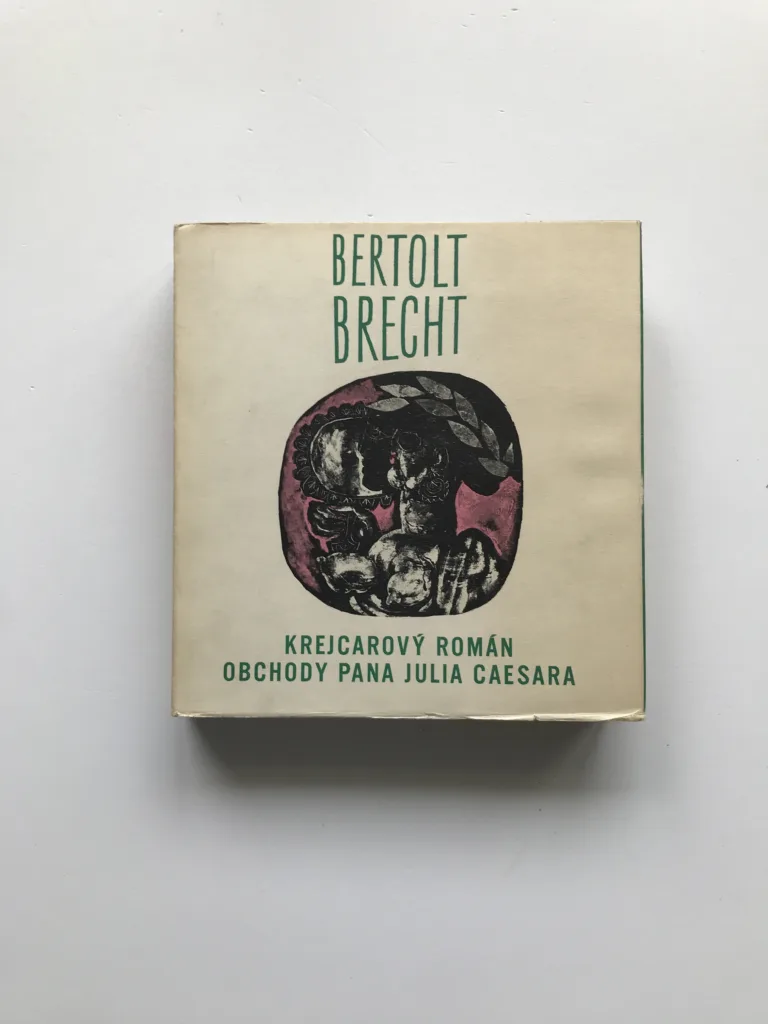 BERTOLT
BRECHT
KREJCAROVÝ ROMÁN
OBCHODY PANA JULIA CAESARA